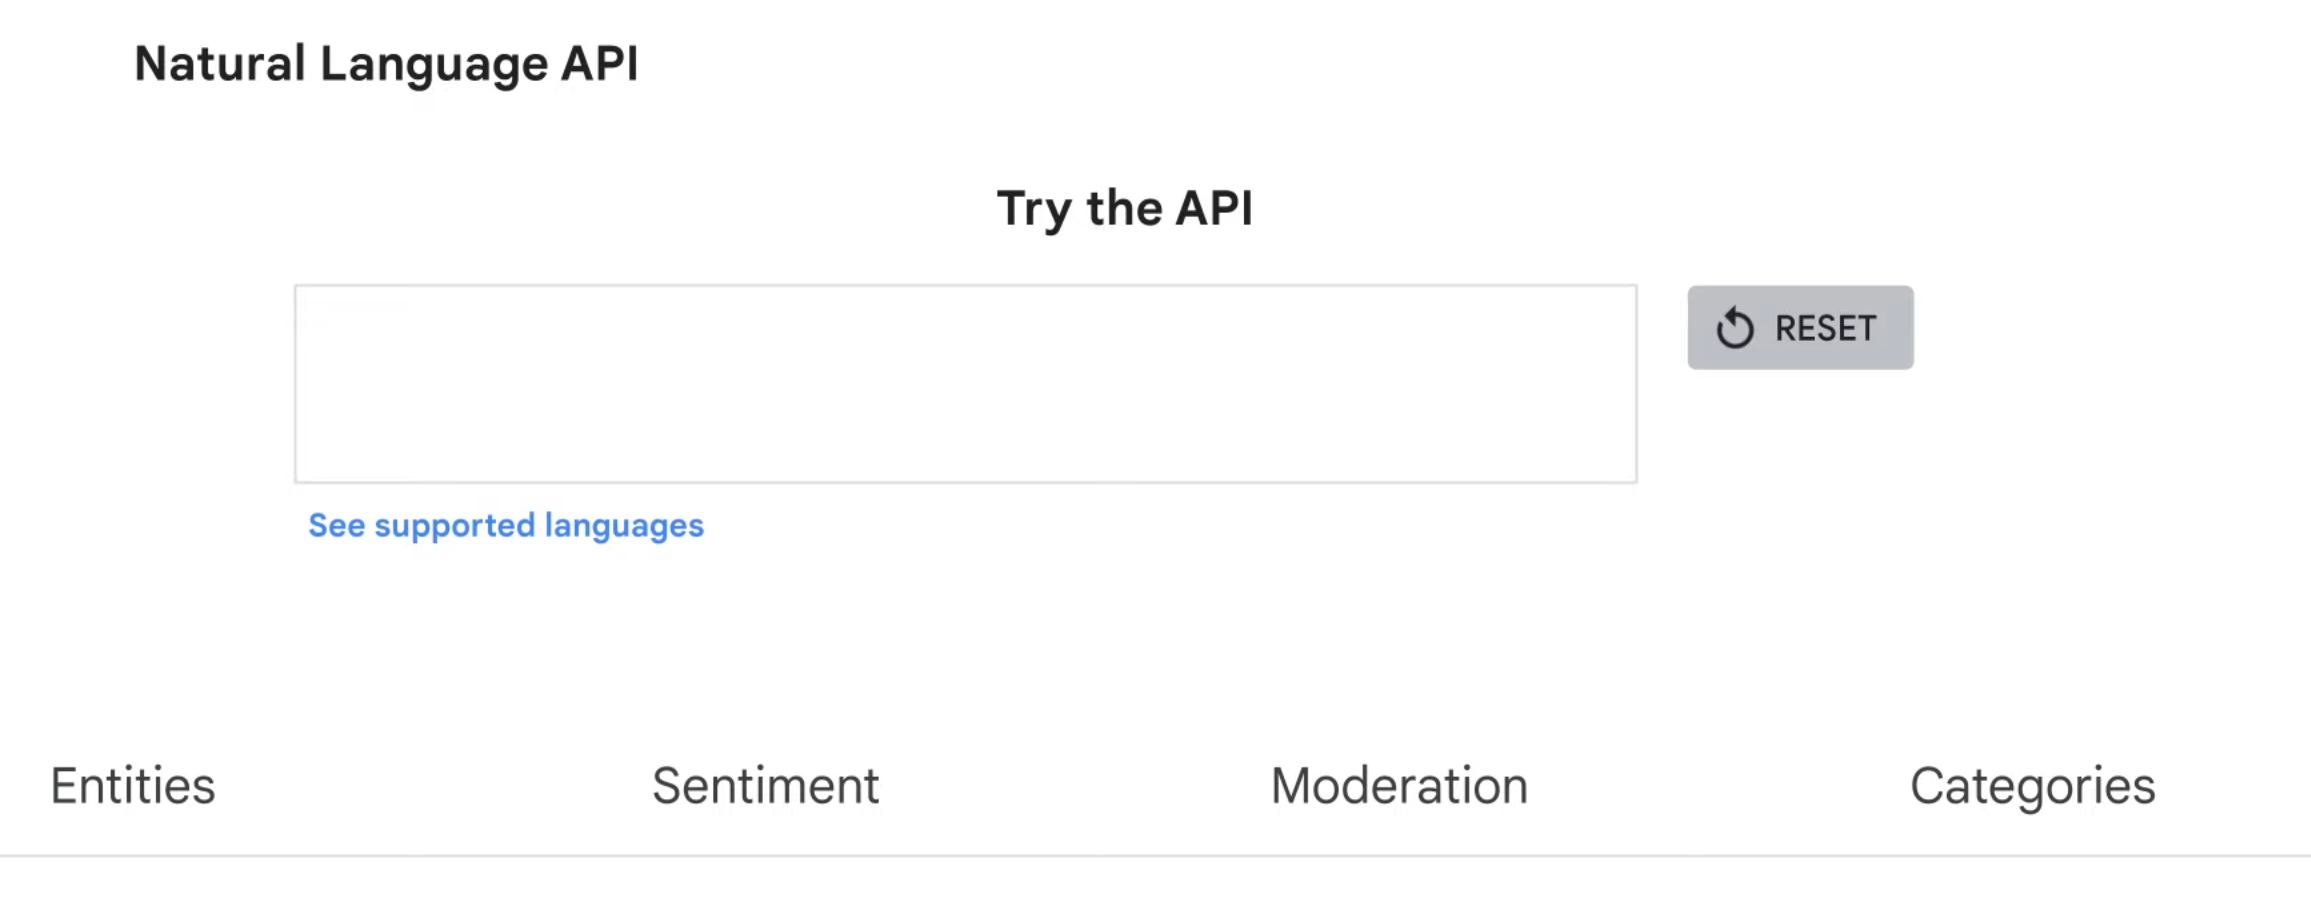 Natural Language API
Try the API
RESET
See supported languages
Entities
Sentiment
Moderation
Categories